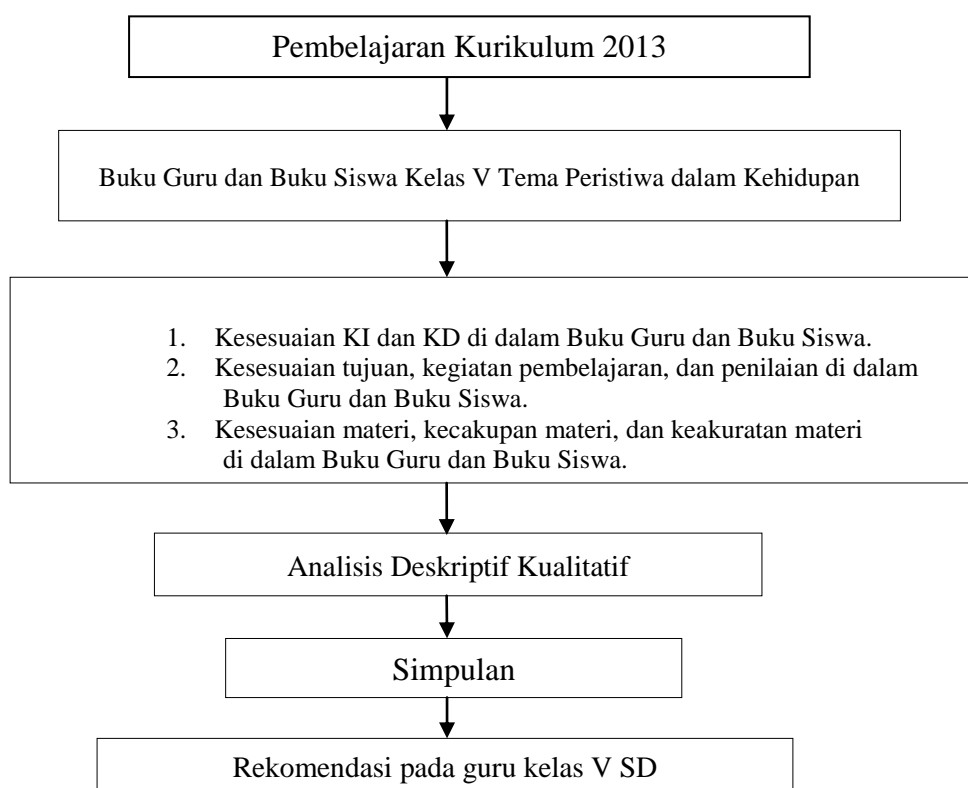 Pembelajaran Kurikulum 2013
Buku Guru dan Buku Siswa Kelas V Tema Peristiwa dalam Kehidupan
1. Kesesuaian KI dan KD di dalam Buku Guru dan Buku Siswa.
2. Kesesuaian tujuan, kegiatan pembelajaran, dan penilaian di dalam
Buku Guru dan Buku Siswa.
3. Kesesuaian materi, kecakupan materi, dan keakuratan materi
di dalam Buku Guru dan Buku Siswa.
Analisis Deskriptif Kualitatif
Simpulan
Rekomendasi pada guru kelas V SD